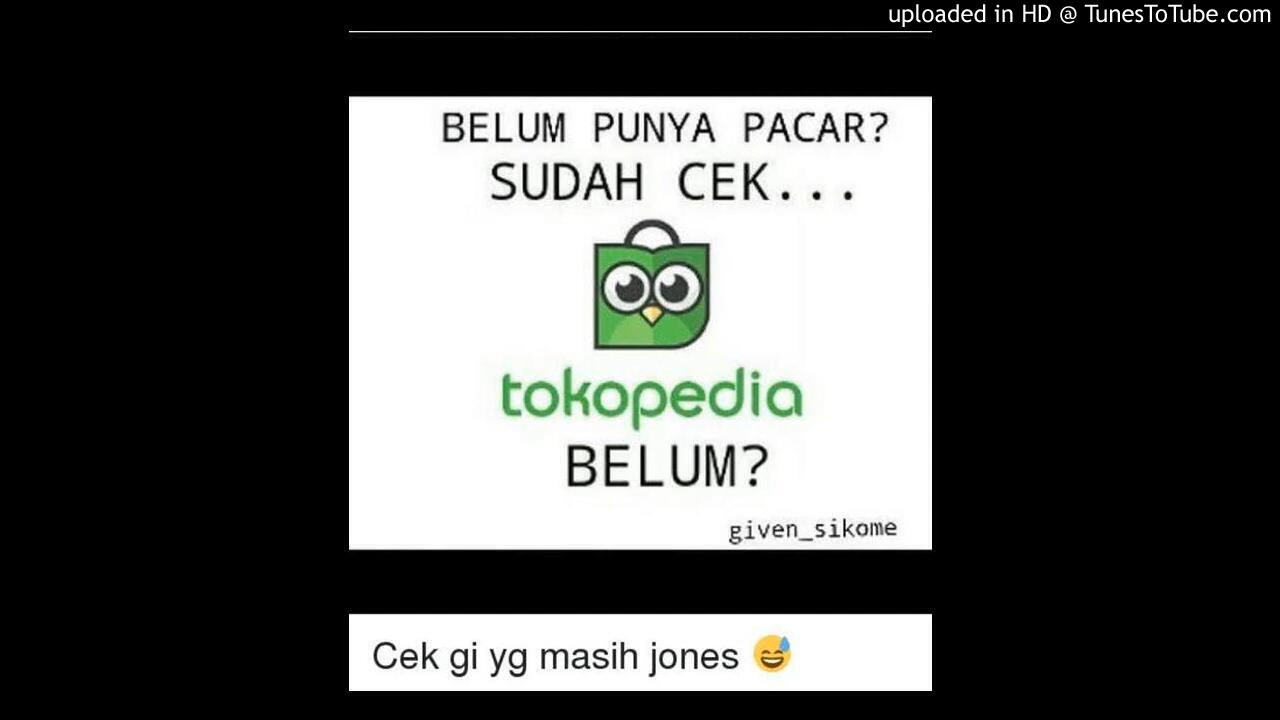 uploaded in HD @ TunesToTube.com
BELUM PUNYA PACAR?
SUDAH CEK...
tokopedia
BELUM?
given_sikome
Cek gi yg masih jones 😅